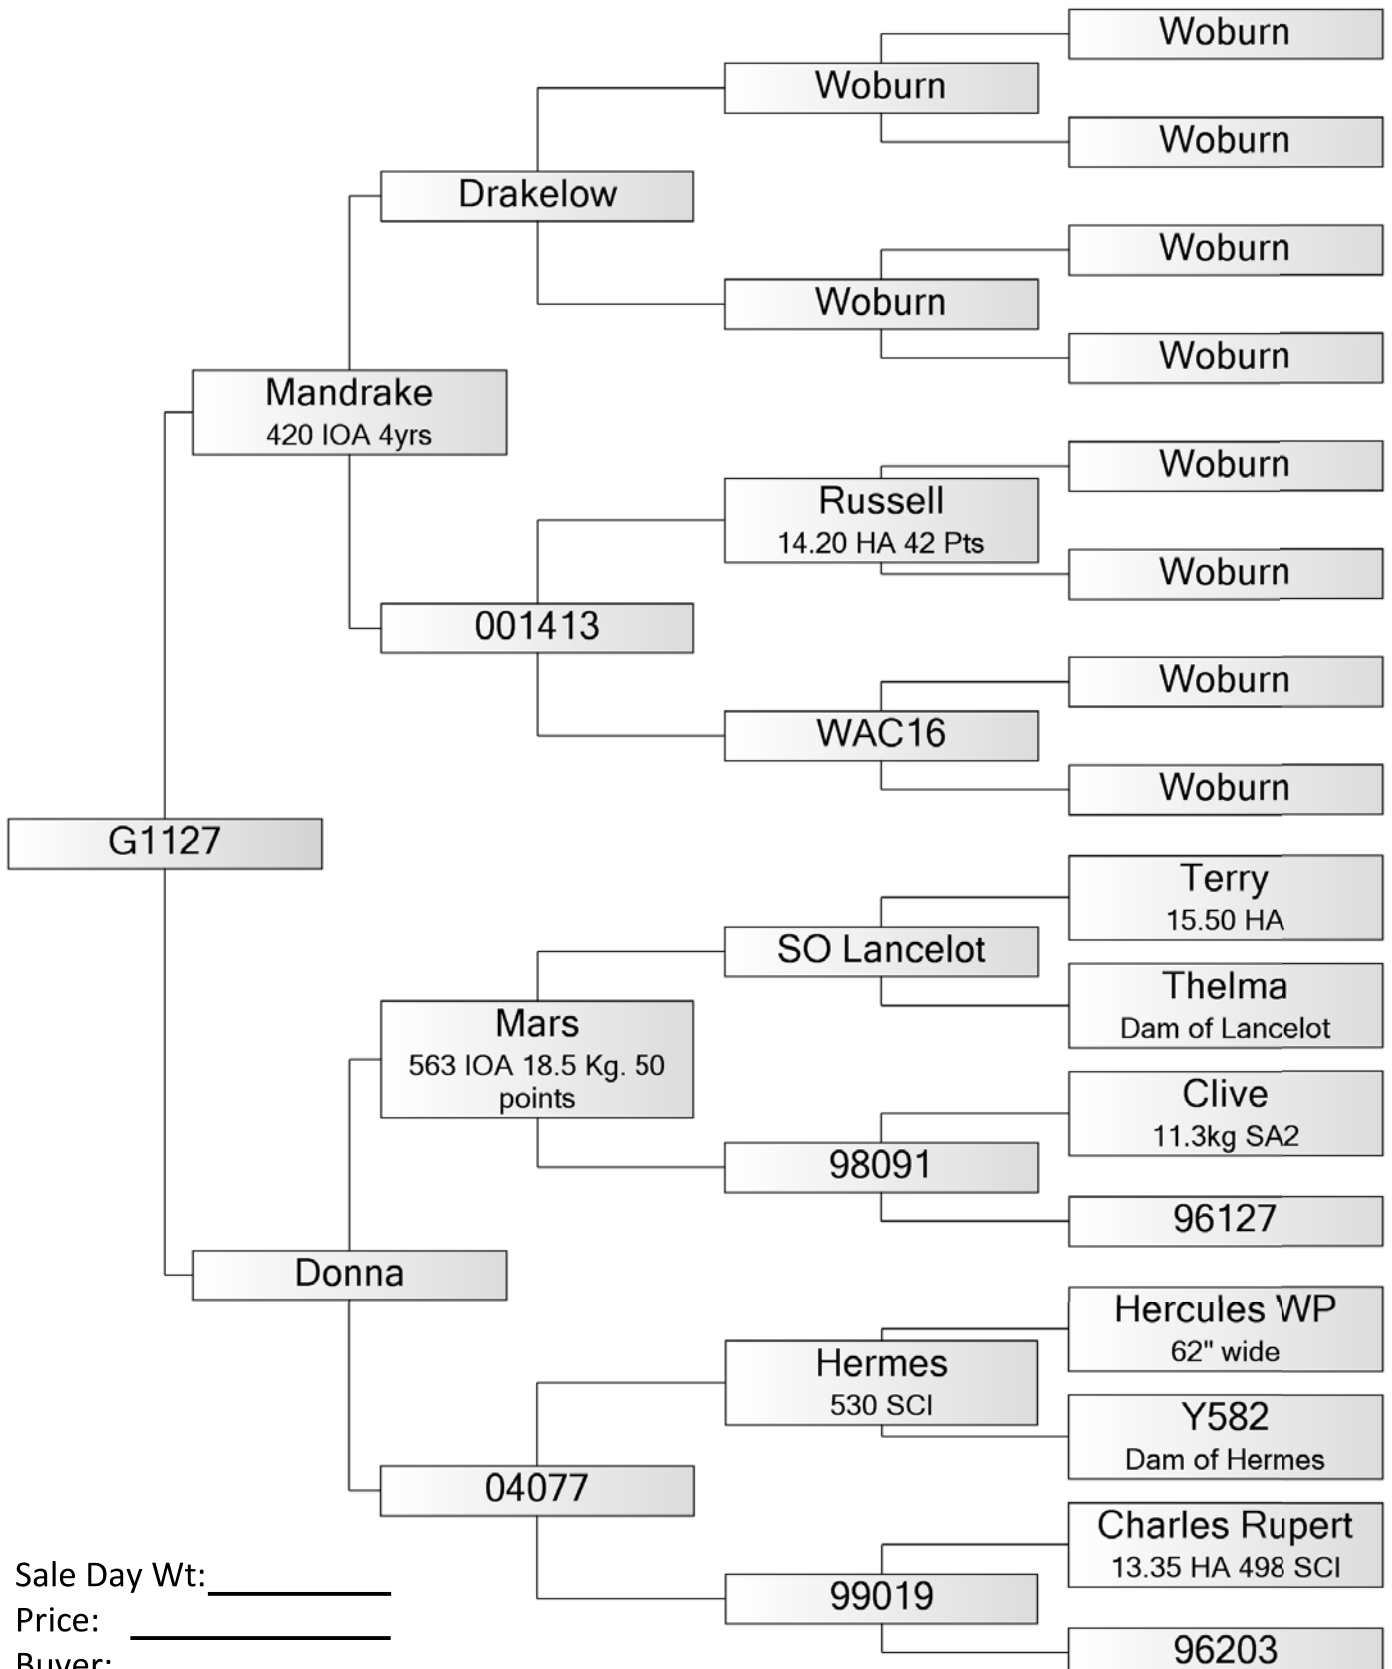 Woburn
Woburn
Woburn
Drakelow
Woburn
Woburn
Woburn
Mandrake
420 IOA 4yrs
Woburn
Russell
14.20 HA 42 Pts
Woburn
001413
Woburn
WAC16
Woburn
G1127
Terry
15.50 HA
SO Lancelot
Thelma
Dam of Lancelot
Mars
563 IOA 18.5 Kg. 50
points
Clive
11.3kg SA2
98091
96127
Donna
Hercules WP
62" wide
Hermes
530 SCI
Y582
Dam of Hermes
04077
Charles Rupert
13.35 HA 498 SCI
99019
96203
Sale Day Wt:
Price:
Buyer: